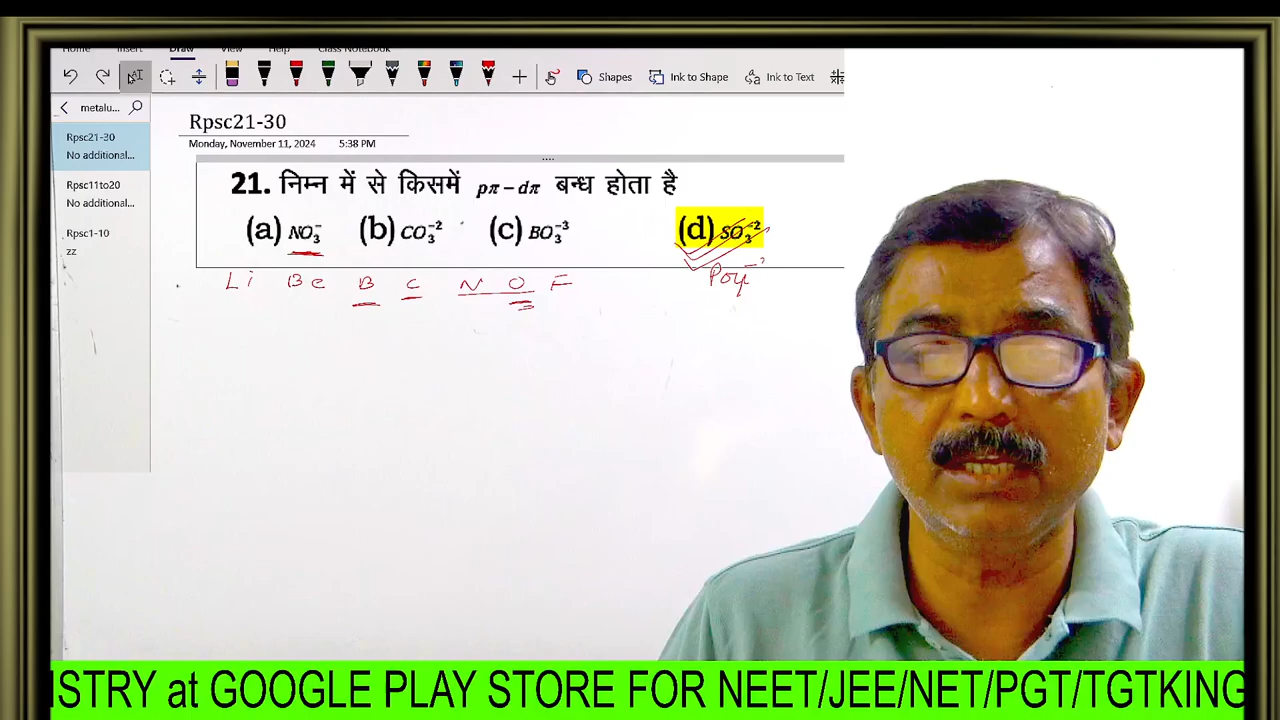 Home Insert Draw View Help Class Notebook
Shapes Ink to Shape Ink to Text
metalu...
Rpsc21-30
No additional...
Rpsc11to20
No additional...
Rpsc1-10
zz
Rpsc21-30
Monday, November 11, 2024 5:38 PM
21. निम्न में से किसमें pπ – dπ बन्ध होता है
(a) NO₃⁻ (b) CO₃⁻² (c) BO₃⁻³ (d) SO₃⁻²
Li Be B C N O F
ISTRY at GOOGLE PLAY STORE FOR NEET/JEE/NET/PGT/TGTKING